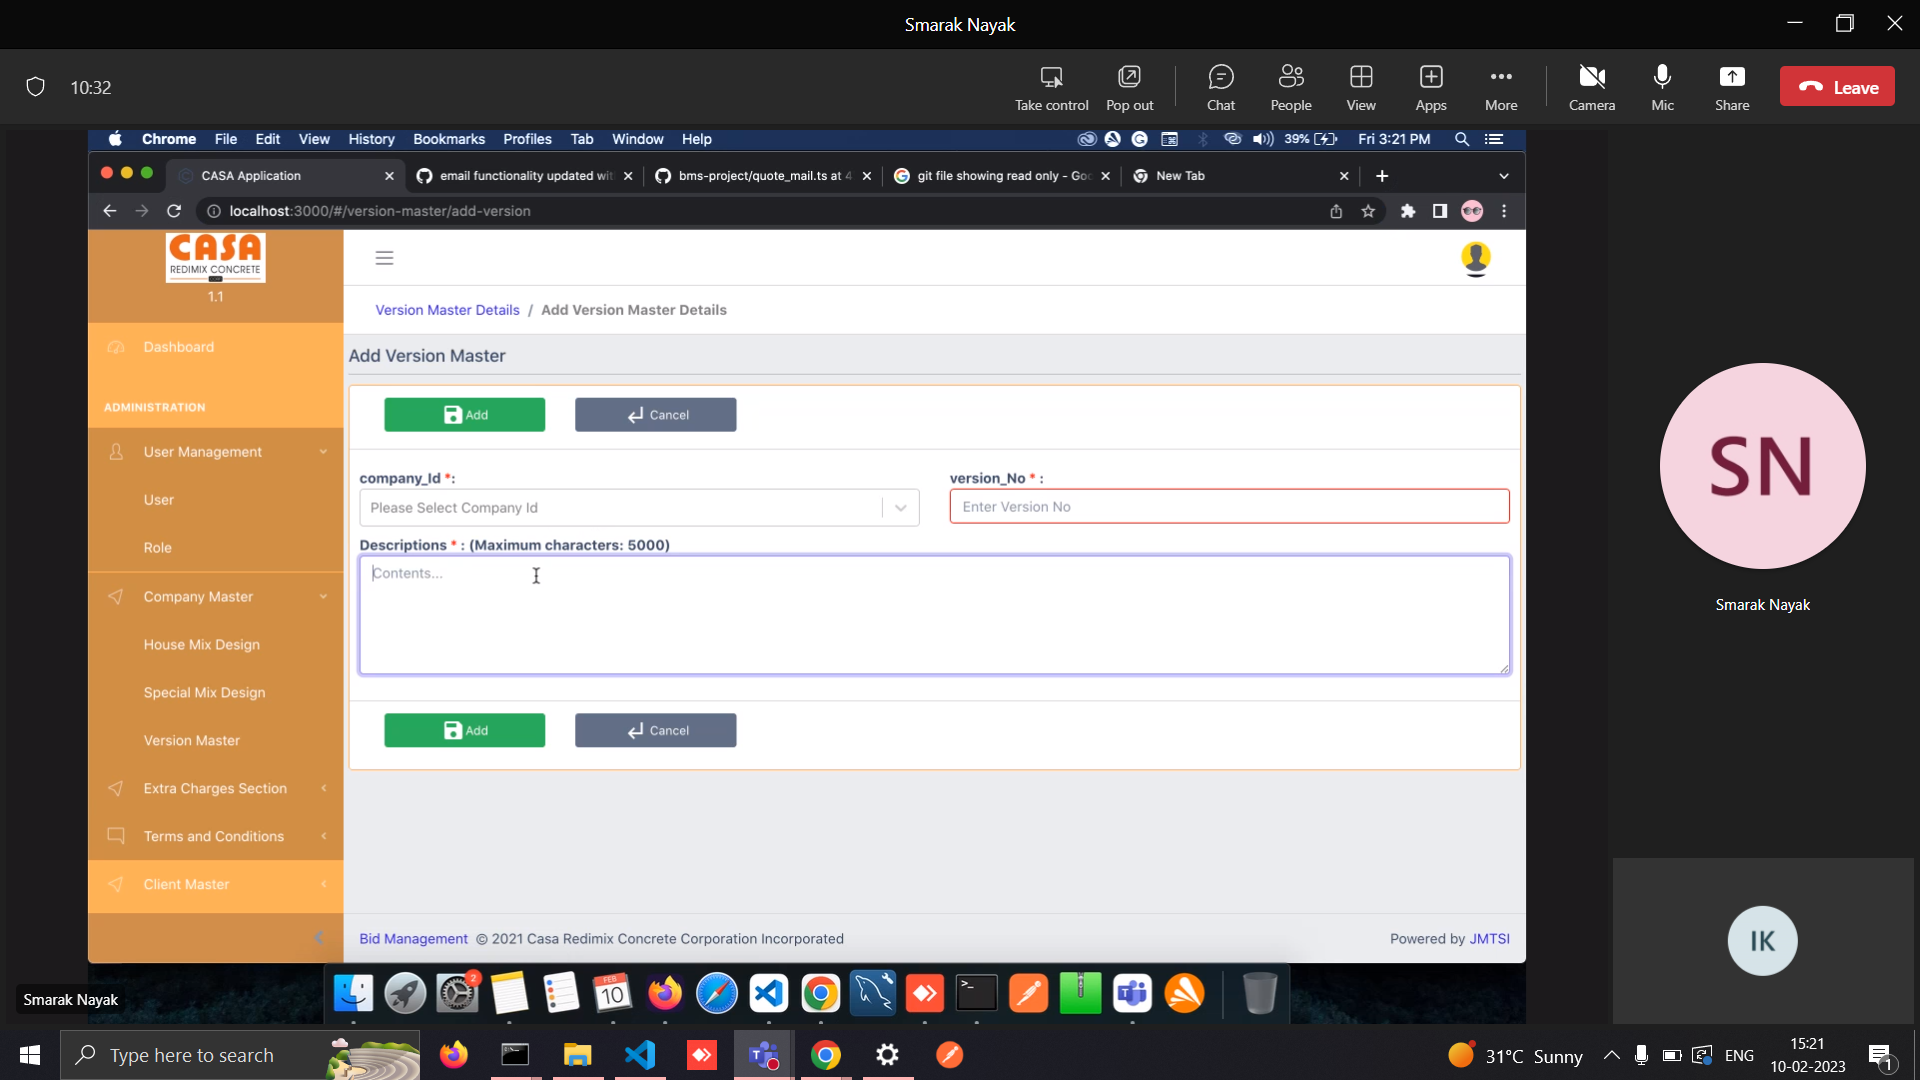 Smarak Nayak
10:32
Take control
Pop out
Chat
People
View
Apps
More
Camera
Mic
Share
Leave
Chrome File Edit View History Bookmarks Profiles Tab Window Help
39% Fri 3:21 PM
CASA Application
email functionality updated wit
bms-project/quote_mail.ts at 4
git file showing read only - Goo
New Tab
localhost:3000/#/version-master/add-version
CASA
REDIMIX CONCRETE
1.1
Version Master Details / Add Version Master Details
Dashboard
Add Version Master
ADMINISTRATION
Add
Cancel
User Management
company_Id *:
version_No * :
User
Please Select Company Id
Enter Version No
Role
Descriptions * : (Maximum characters: 5000)
Contents...
Company Master
House Mix Design
Special Mix Design
Version Master
Add
Cancel
Extra Charges Section
Terms and Conditions
Client Master
Bid Management © 2021 Casa Redimix Concrete Corporation Incorporated
Powered by JMTSI
SN
Smarak Nayak
IK
Smarak Nayak
2
FEB
10
Type here to search
31°C Sunny
ENG
15:21
10-02-2023
1